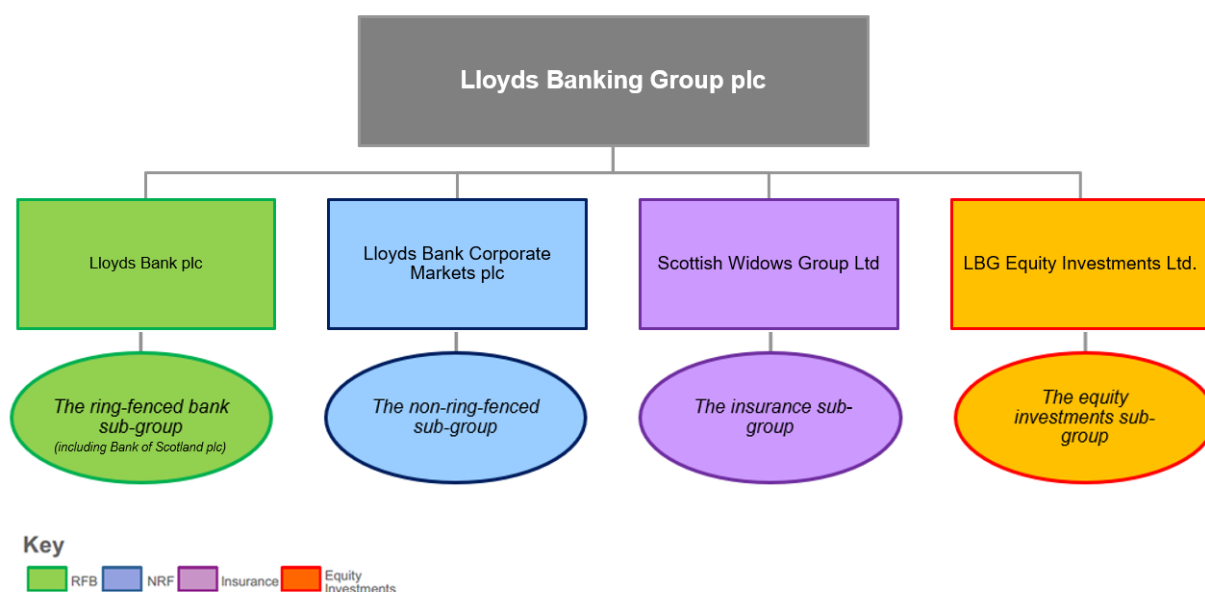 Lloyds Banking Group plc
Lloyds Bank plc
Lloyds Bank Corporate
Markets plc
Scottish Widows Group Ltd
LBG Equity Investments Ltd.
The ring-fenced bank
sub-group
(including Bank of Scotland plc)
The non-ring-fenced
sub-group
The insurance sub-
group
The equity
investments sub-
group
Key
RFB
NRF
Insurance
Equity
Investments